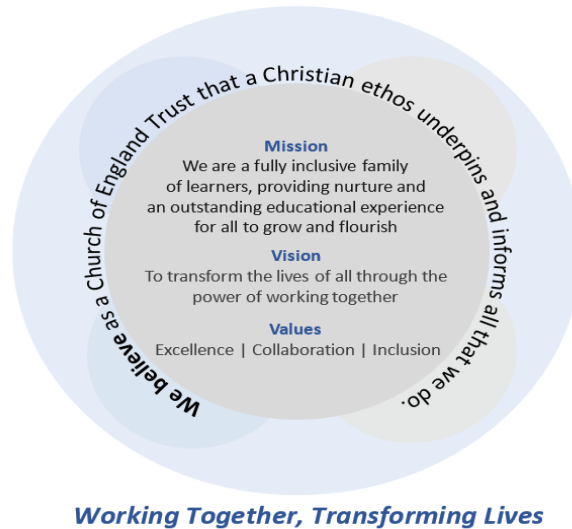 We believe as a Church of England Trust that a Christian ethos underpins and informs all that we do.
Mission
We are a fully inclusive family
of learners, providing nurture and
an outstanding educational experience
for all to grow and flourish
Vision
To transform the lives of all through the
power of working together
Values
Excellence | Collaboration | Inclusion
Working Together, Transforming Lives